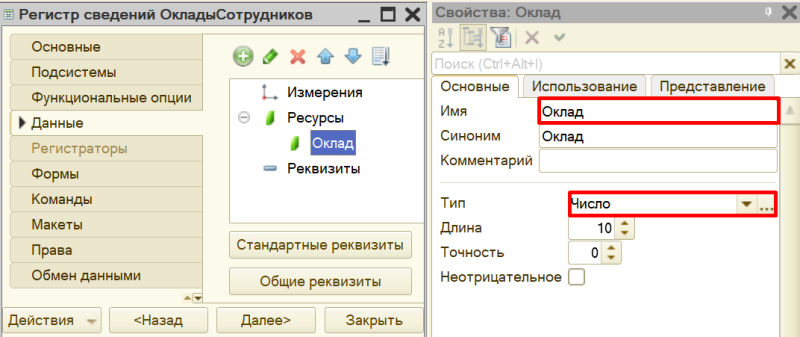 Регистр сведений ОкладыСотрудников
Основные
Подсистемы
Функциональные опции
Данные
Регистраторы
Формы
Команды
Макеты
Права
Обмен данными
Измерения
Ресурсы
Оклад
Реквизиты
Стандартные реквизиты
Общие реквизиты
Действия
<Назад
Далее>
Закрыть
Свойства: Оклад
Поиск (Ctrl+Alt+I)
Основные Использование Представление
Имя Оклад
Синоним Оклад
Комментарий
Тип Число ...
Длина 10
Точность 0
Неотрицательное